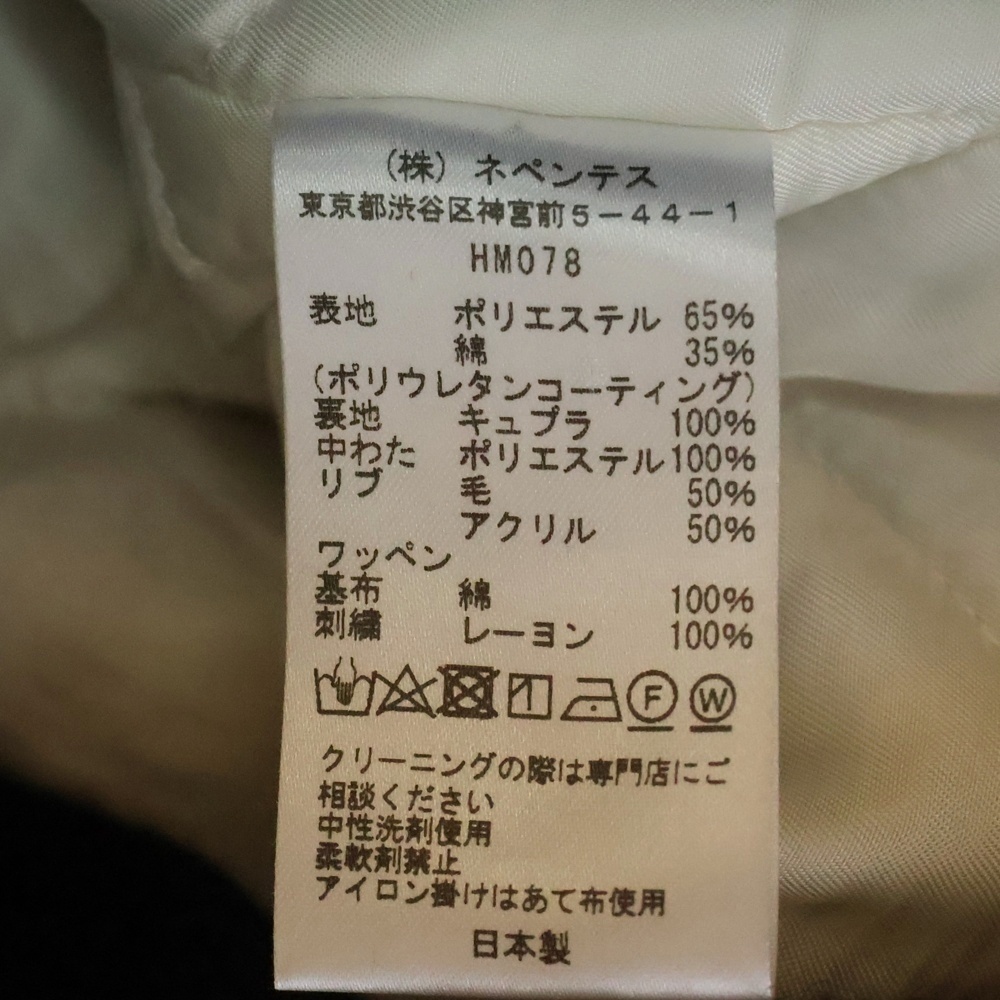 (株) ネペンテス
東京都渋谷区神宮前5−44−1
HM078
表地 ポリエステル 65%
綿 35%
(ポリウレタンコーティング)
裏地 キュプラ 100%
中わた ポリエステル100%
リブ 毛 50%
アクリル 50%
ワッペン
基布 綿 100%
刺繍 レーヨン 100%
F W
クリーニングの際は専門店にご
相談ください
中性洗剤使用
柔軟剤禁止
アイロン掛けはあて布使用
日本製